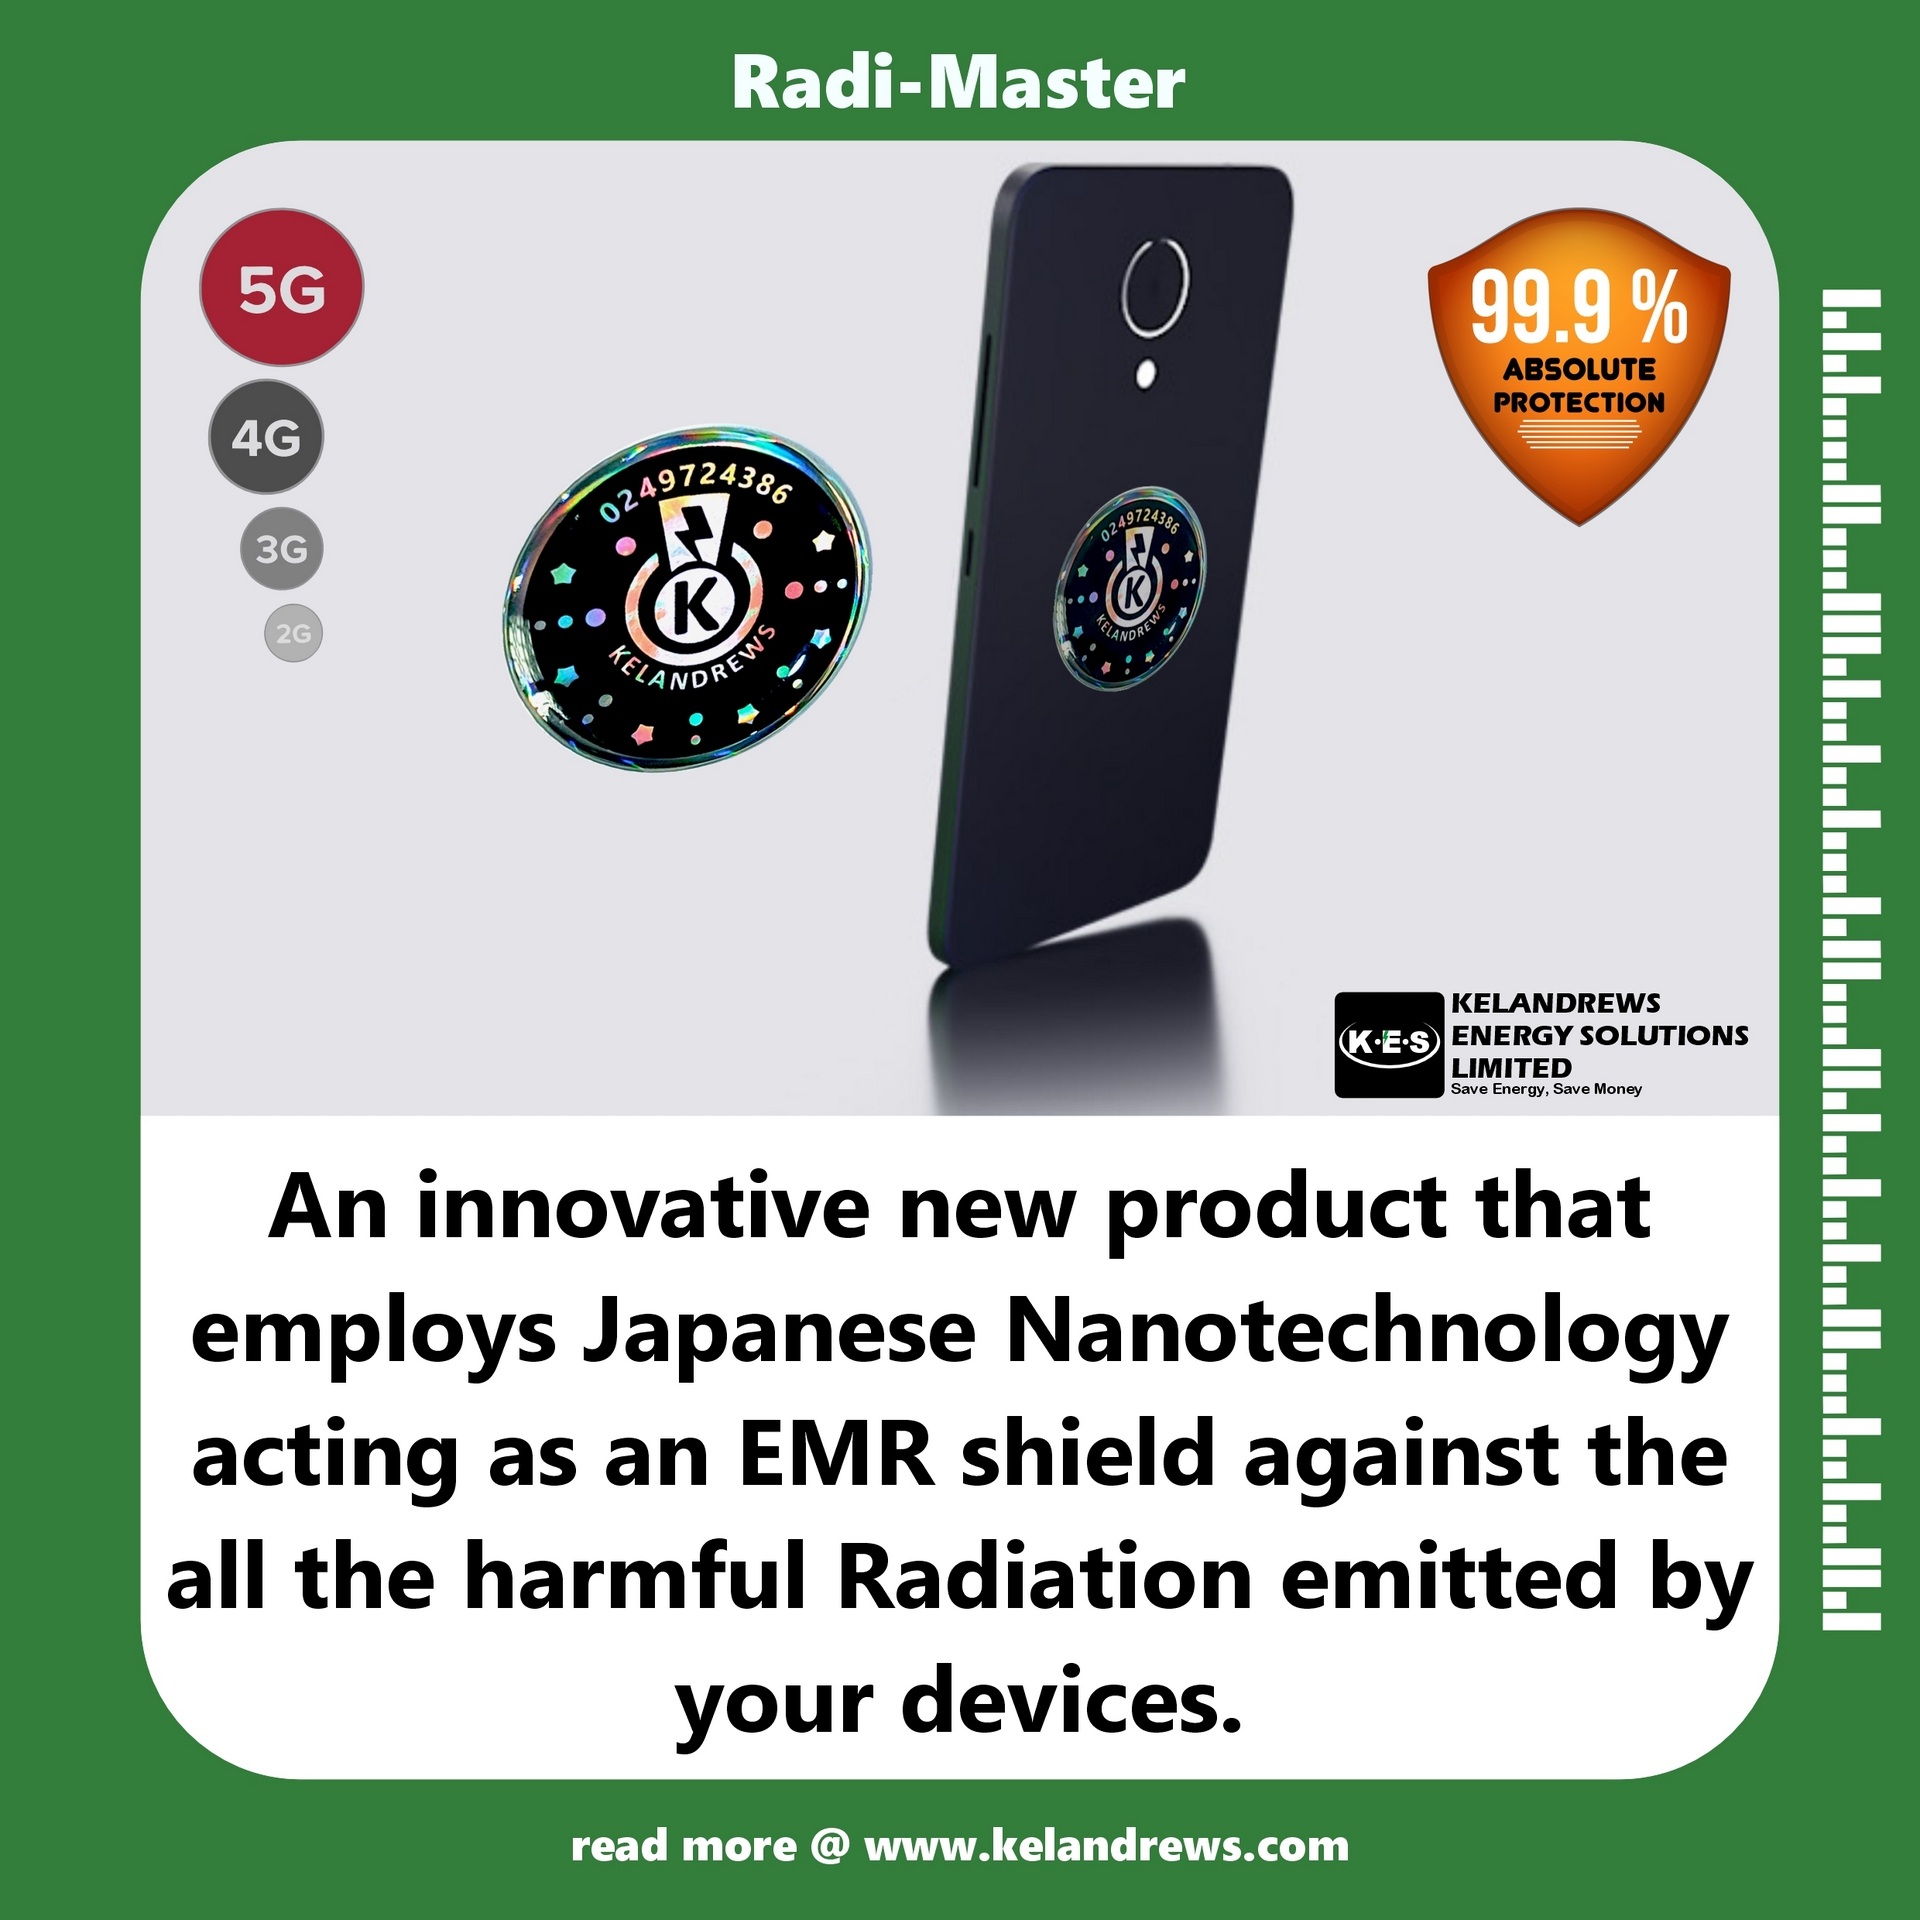 Radi-Master
5G
4G
3G
2G
99.9 %
ABSOLUTE
PROTECTION
0249724386
K
KELANDREWS
0249724386
K
KELANDREWS
K·E·S
KELANDREWS
ENERGY SOLUTIONS
LIMITED
Save Energy, Save Money
An innovative new product that
employs Japanese Nanotechnology
acting as an EMR shield against the
all the harmful Radiation emitted by
your devices.
read more @ www.kelandrews.com